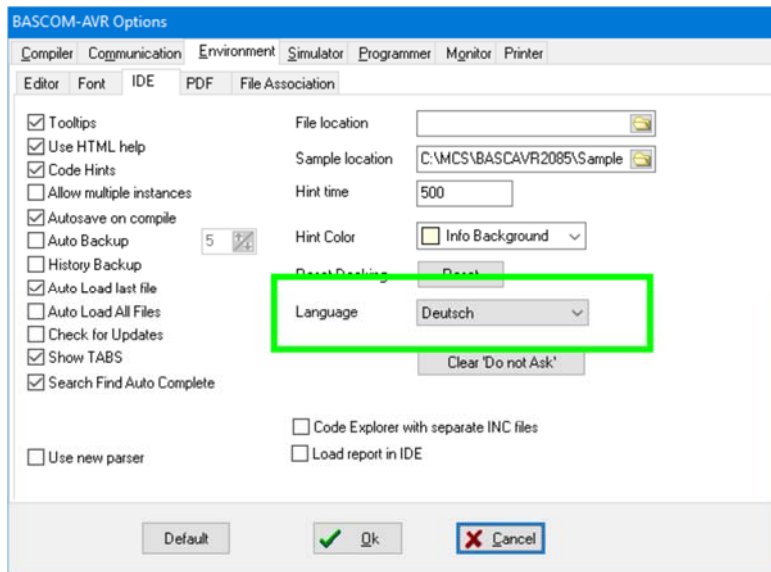 BASCOM-AVR Options
Compiler Communication Environment Simulator Programmer Monitor Printer
Editor Font IDE PDF File Association
Tooltips
Use HTML help
Code Hints
Allow multiple instances
Autosave on compile
Auto Backup 5
History Backup
Auto Load last file
Auto Load All Files
Check for Updates
Show TABS
Search Find Auto Complete
Use new parser
File location
Sample location C:\MCS\BASCAVR2085\Sample
Hint time 500
Hint Color Info Background
Reset Docking Reset
Language Deutsch
Clear 'Do not Ask'
Code Explorer with separate INC files
Load report in IDE
Default Ok Cancel